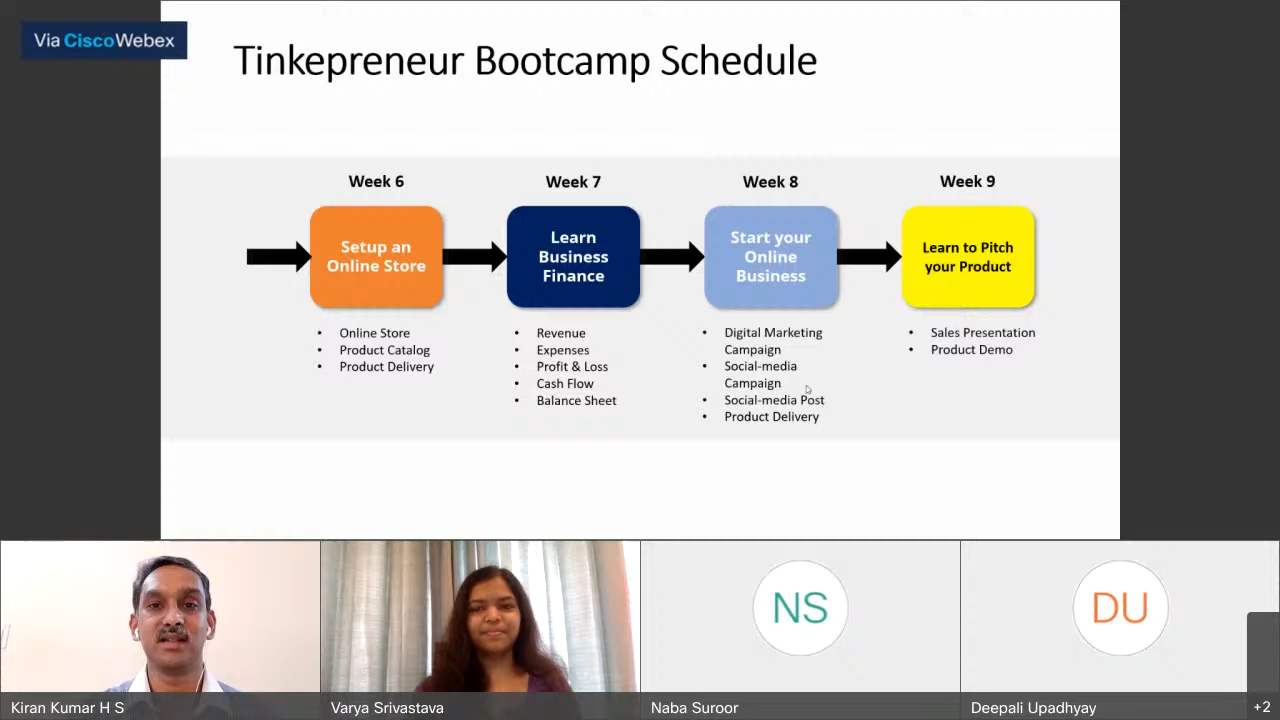 Via CiscoWebex
Tinkepreneur Bootcamp Schedule
Week 6
Setup an
Online Store
• Online Store
• Product Catalog
• Product Delivery
Week 7
Learn
Business
Finance
• Revenue
• Expenses
• Profit & Loss
• Cash Flow
• Balance Sheet
Week 8
Start your
Online
Business
• Digital Marketing
Campaign
• Social-media
Campaign
• Social-media Post
• Product Delivery
Week 9
Learn to Pitch
your Product
• Sales Presentation
• Product Demo
NS
DU
Kiran Kumar H S
Varya Srivastava
Naba Suroor
Deepali Upadhyay
+2